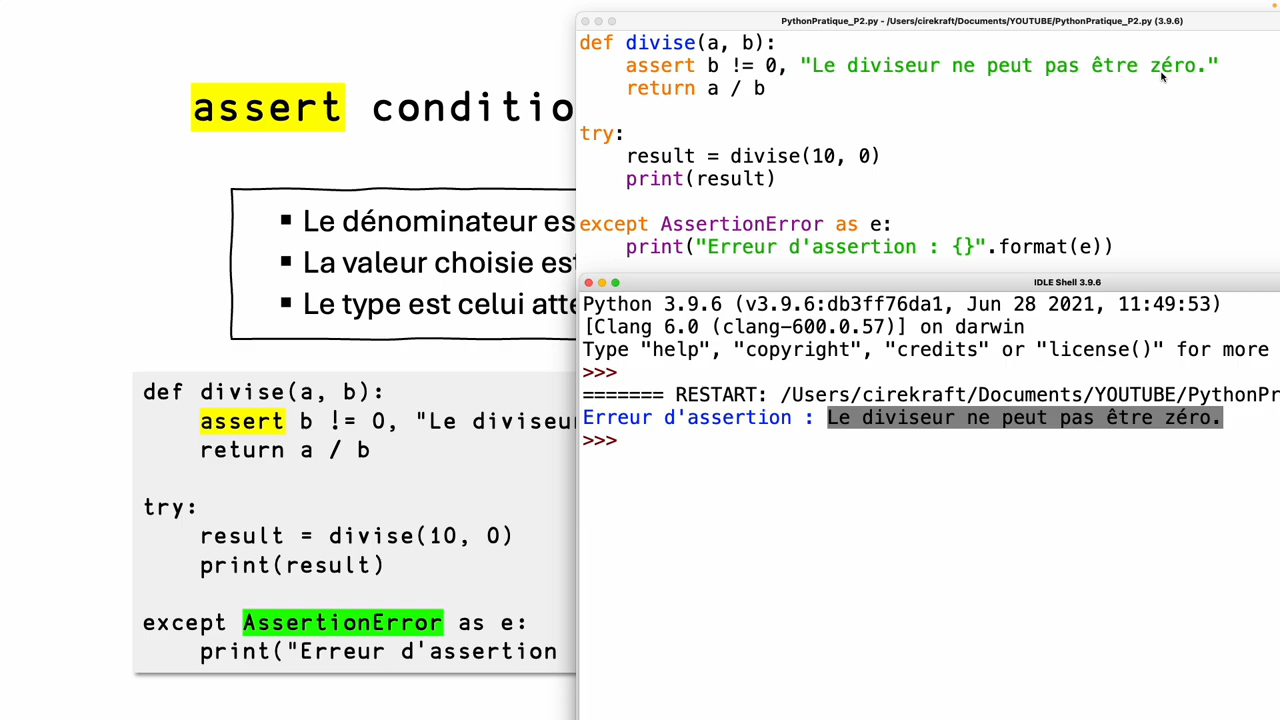 assert conditio
▪ Le dénominateur es
▪ La valeur choisie es
▪ Le type est celui atte
def divise(a, b):
    assert b != 0, "Le diviseu
    return a / b
try:
    result = divise(10, 0)
    print(result)
except AssertionError as e:
    print("Erreur d'assertion
PythonPratique_P2.py - /Users/cirekraft/Documents/YOUTUBE/PythonPratique_P2.py (3.9.6)
def divise(a, b):
    assert b != 0, "Le diviseur ne peut pas être zéro."
    return a / b
try:
    result = divise(10, 0)
    print(result)
except AssertionError as e:
    print("Erreur d'assertion : {}".format(e))
IDLE Shell 3.9.6
Python 3.9.6 (v3.9.6:db3ff76da1, Jun 28 2021, 11:49:53)
[Clang 6.0 (clang-600.0.57)] on darwin
Type "help", "copyright", "credits" or "license()" for more
>>>
======= RESTART: /Users/cirekraft/Documents/YOUTUBE/PythonPr
Erreur d'assertion : Le diviseur ne peut pas être zéro.
>>>